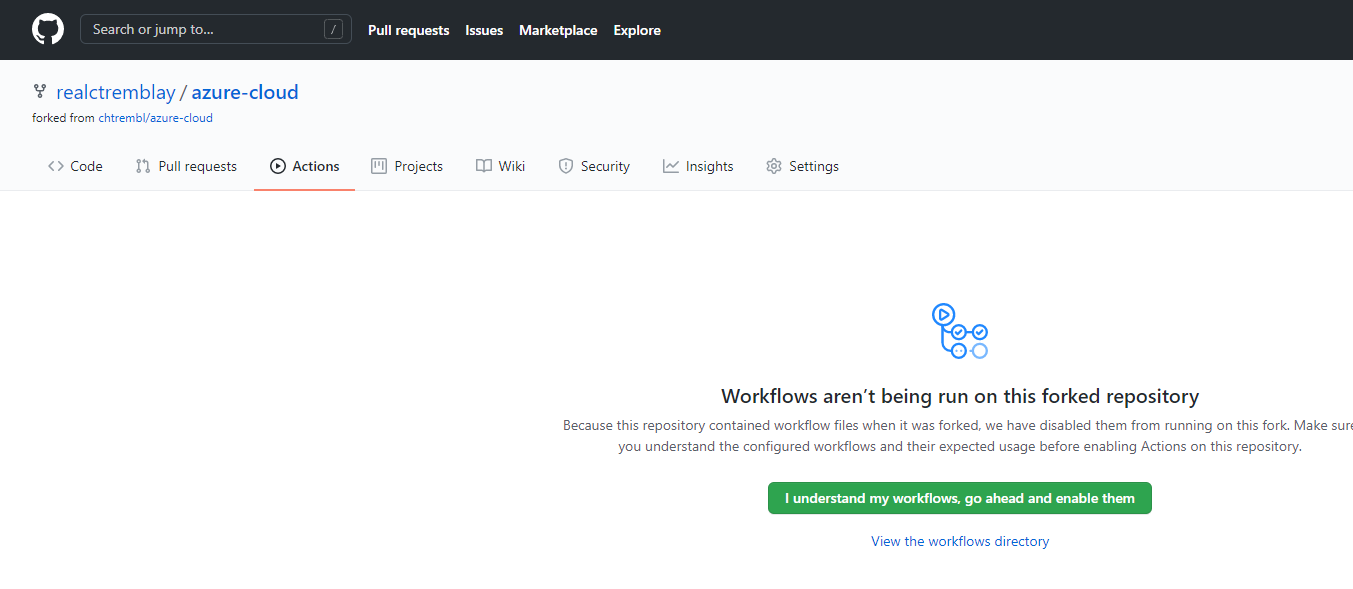 Search or jump to... / Pull requests Issues Marketplace Explore
realctremblay / azure-cloud
forked from chtrembl/azure-cloud
Code Pull requests Actions Projects Wiki Security Insights Settings
Workflows aren’t being run on this forked repository
Because this repository contained workflow files when it was forked, we have disabled them from running on this fork. Make sure
you understand the configured workflows and their expected usage before enabling Actions on this repository.
I understand my workflows, go ahead and enable them
View the workflows directory